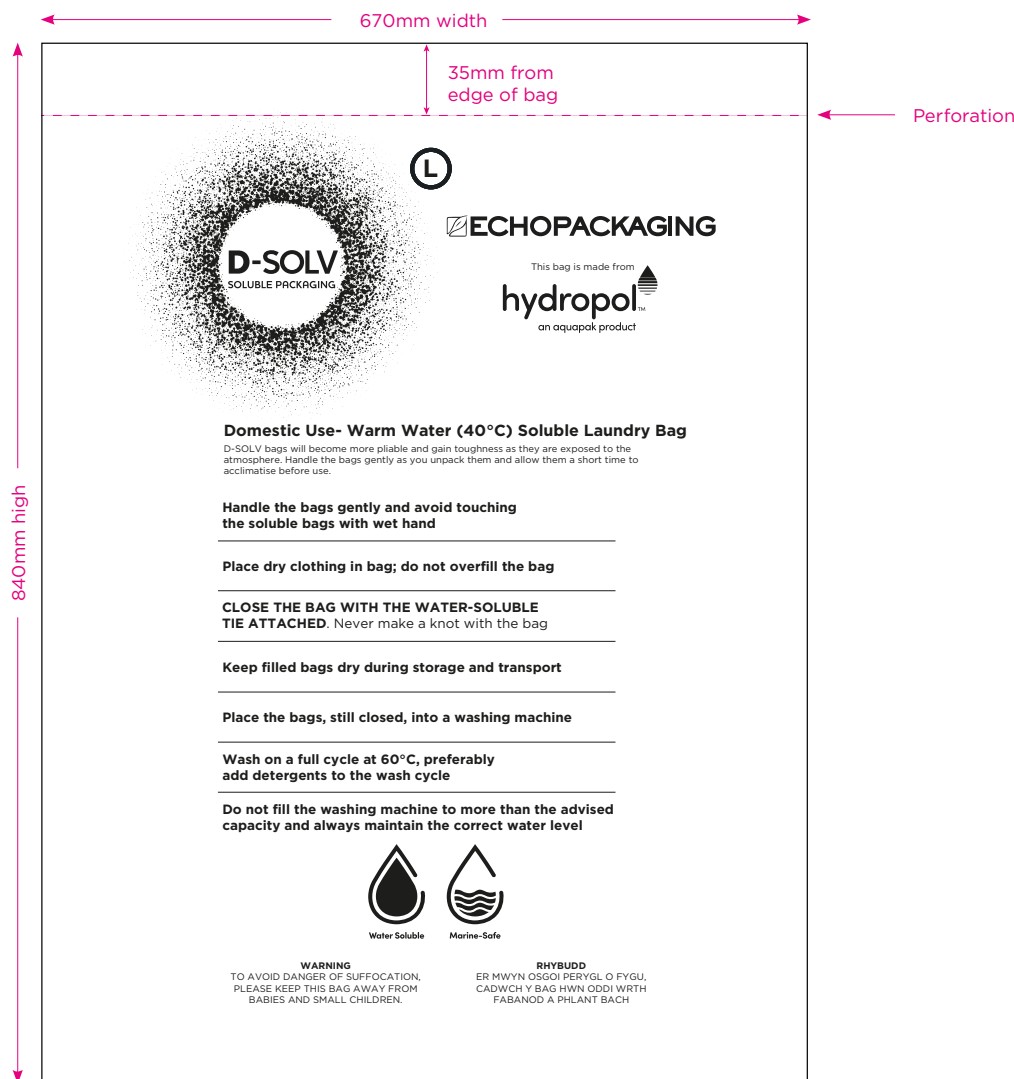 670mm width
35mm from
edge of bag
Perforation
840mm high
L
D-SOLV
SOLUBLE PACKAGING
ECHOPACKAGING
This bag is made from
hydropol™
an aquapak product
Domestic Use- Warm Water (40°C) Soluble Laundry Bag
D-SOLV bags will become more pliable and gain toughness as they are exposed to the
atmosphere. Handle the bags gently as you unpack them and allow them a short time to
acclimatise before use.
Handle the bags gently and avoid touching
the soluble bags with wet hand
Place dry clothing in bag; do not overfill the bag
CLOSE THE BAG WITH THE WATER-SOLUBLE
TIE ATTACHED. Never make a knot with the bag
Keep filled bags dry during storage and transport
Place the bags, still closed, into a washing machine
Wash on a full cycle at 60°C, preferably
add detergents to the wash cycle
Do not fill the washing machine to more than the advised
capacity and always maintain the correct water level
Water Soluble
Marine-Safe
WARNING
TO AVOID DANGER OF SUFFOCATION,
PLEASE KEEP THIS BAG AWAY FROM
BABIES AND SMALL CHILDREN.
RHYBUDD
ER MWYN OSGOI PERYGL O FYGU,
CADWCH Y BAG HWN ODDI WRTH
FABANOD A PHLANT BACH